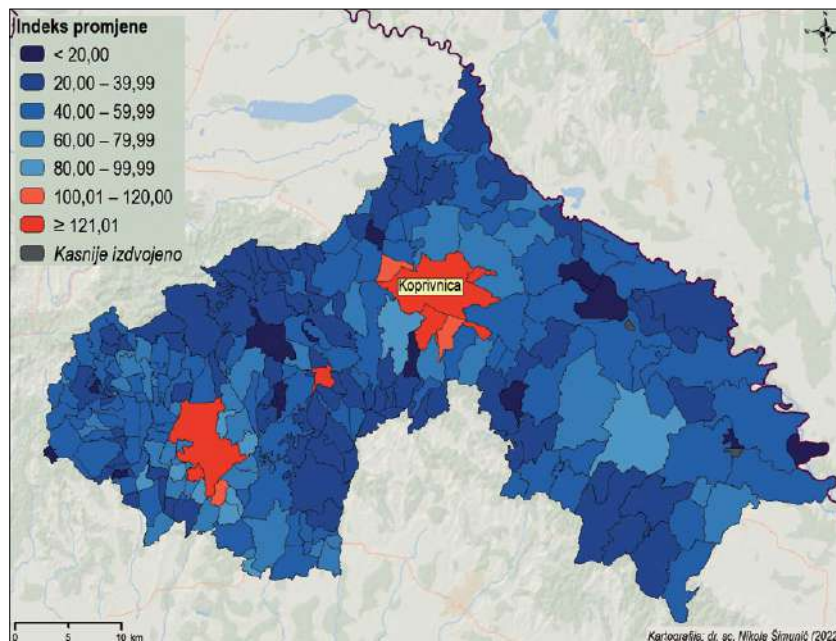 Indeks promjene
< 20,00
20,00 – 39,99
40,00 – 59,99
60,00 – 79,99
80,00 – 99,99
100,01 – 120,00
≥ 121,01
Kasnije izdvojeno
Koprivnica
0 5 10 km
Kartografija: dr. sc. Nikola Šimunić (202